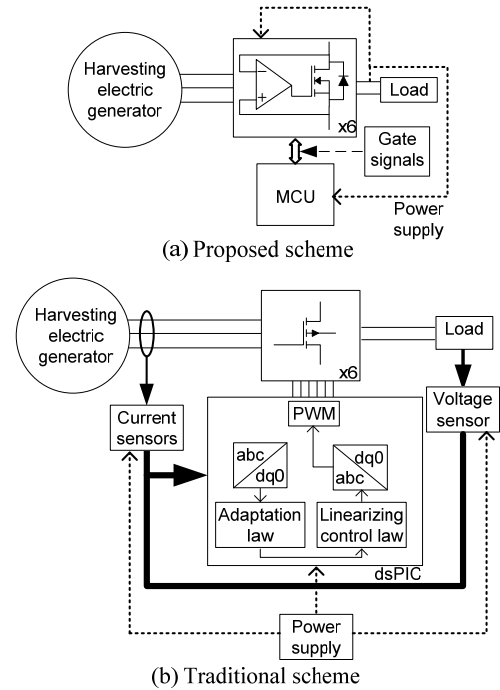 Harvesting
electric
generator
−
+
x6
Load
Gate
signals
MCU
Power
supply
(a) Proposed scheme
Harvesting
electric
generator
x6
Load
Current
sensors
Voltage
sensor
PWM
abc
dq0
dq0
abc
Adaptation
law
Linearizing
control law
dsPIC
Power
supply
(b) Traditional scheme